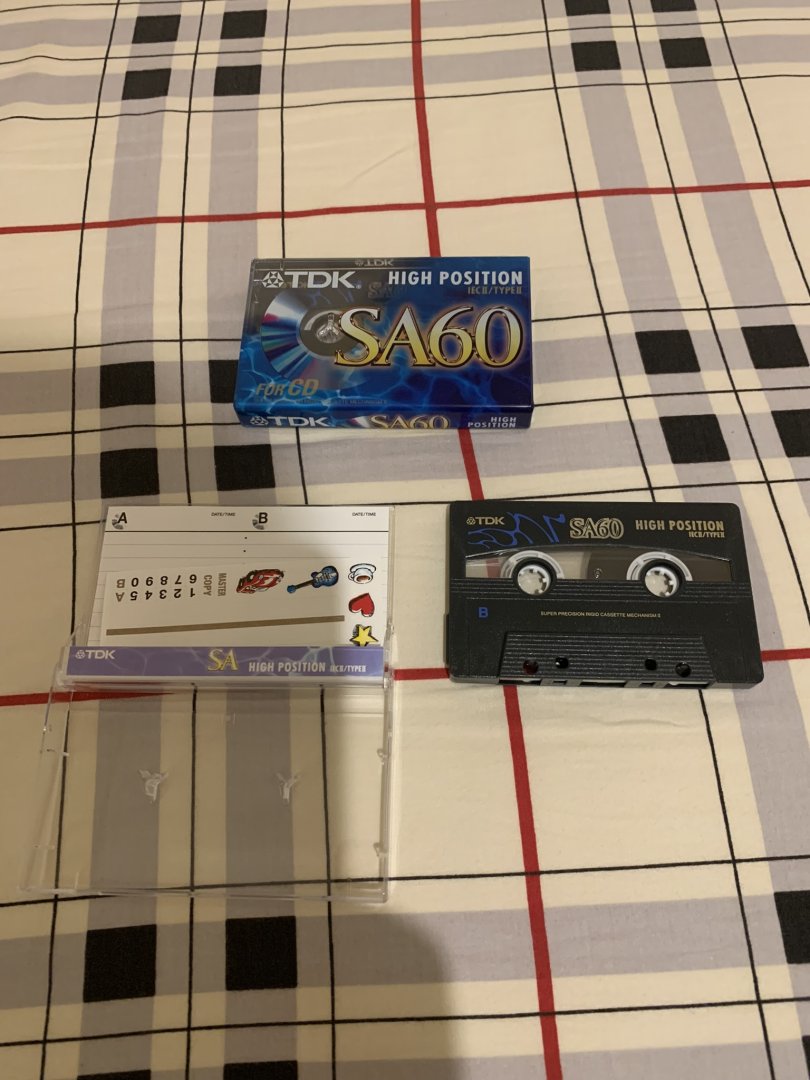 TDK
TDK HIGH POSITION
IECII/TYPEII
SA60
FOR CD
TDK SA60 HIGH
POSITION
A DATE/TIME B DATE/TIME
MASTER
COPY
1 2 3 4 5 A
6 7 8 9 0 B
TDK SA HIGH POSITION IECII/TYPEII
TDK SA60 HIGH POSITION
IECII/TYPEII
B SUPER PRECISION RIGID CASSETTE MECHANISM II